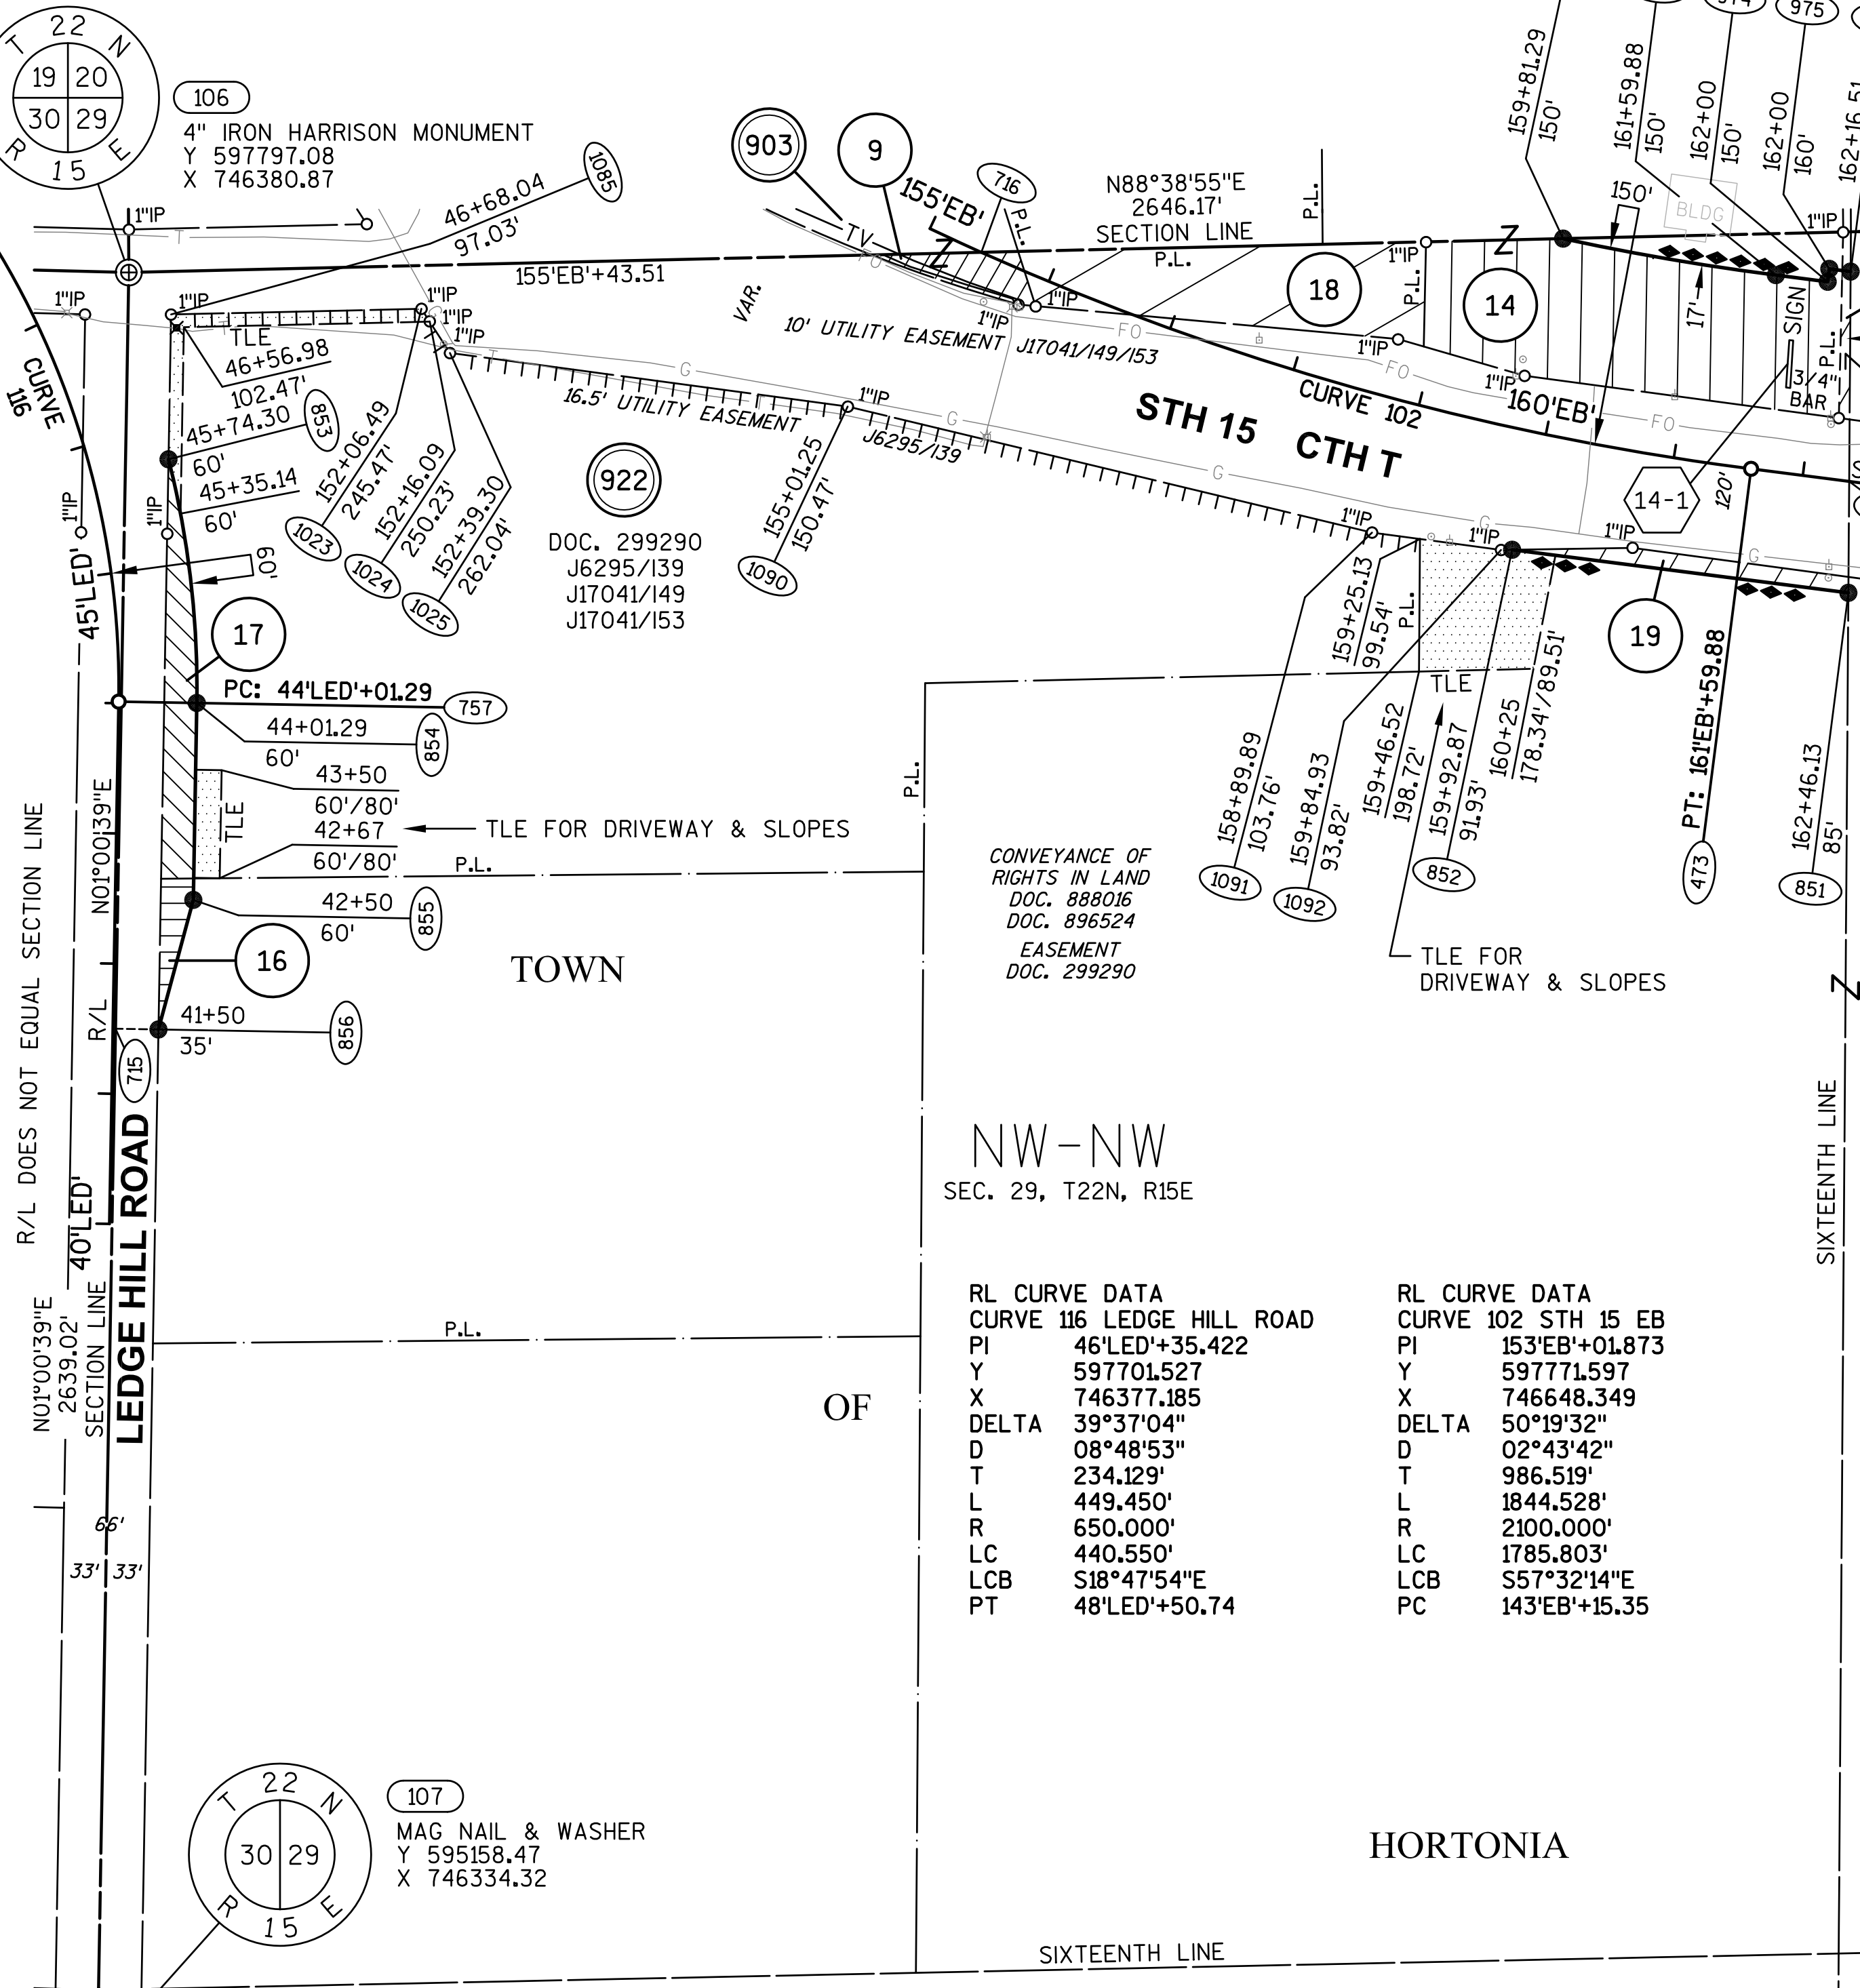 T 22 N
19 20
30 29
R 15 E
106
4" IRON HARRISON MONUMENT
Y 597797.08
X 746380.87
1"IP
T
46+68.04
97.03'
1085
903
9
155'EB'
716
P.L.
N88°38'55"E
2646.17'
SECTION LINE
P.L.
P.L.
159+81.29
150'
161+59.88
150'
162+00
150'
975
162+00
160'
150'
BLDG
Z
1"IP
TV
FO
Z
155'EB'+43.51
VAR.
18
1"IP
P.L.
14
17'
SIGN
P.L.
3/4"
BAR
1"IP
1"IP
1"IP
1"IP
1"IP
TLE
T
46+56.98
102.47'
853
45+74.30
60'
45+35.14
60'
1"IP
1"IP
CURVE
116
60'
45'LED'
T
G
16.5' UTILITY EASEMENT
J6295/139
10' UTILITY EASEMENT J17041/149/153
1"IP
1"IP
FO
1"IP
1"IP
FO
FO
CURVE 102
160'EB'
STH 15 CTH T
G
G
G
G
1"IP
152+06.49
245.47'
1023
152+16.09
250.23'
1024
152+39.30
262.04'
1025
922
DOC. 299290
J6295/139
J17041/149
J17041/153
155+01.25
150.47'
1090
1"IP
1"IP
1"IP
14-1
120'
17
PC: 44'LED'+01.29
757
44+01.29
60'
854
43+50
60'/80'
42+67
60'/80'
TLE
TLE FOR DRIVEWAY & SLOPES
P.L.
42+50
60'
855
16
41+50
35'
856
715
N01°00'39"E
R/L
R/L DOES NOT EQUAL SECTION LINE
P.L.
159+25.13
99.54'
P.L.
TLE
19
158+89.89
103.76'
1091
159+84.93
93.82'
1092
159+46.52
198.72'
159+92.87
91.93'
852
160+25
178.34'/89.51'
PT: 161'EB'+59.88
473
162+46.13
85'
851
CONVEYANCE OF
RIGHTS IN LAND
DOC. 888016
DOC. 896524
EASEMENT
DOC. 299290
TLE FOR
DRIVEWAY & SLOPES
Z
TOWN
NW-NW
SEC. 29, T22N, R15E
SIXTEENTH LINE
40'LED'
LEDGE HILL ROAD
N01°00'39"E
2639.02'
SECTION LINE
P.L.
OF
RL CURVE DATA
CURVE 116 LEDGE HILL ROAD
PI 46'LED'+35.422
Y 597701.527
X 746377.185
DELTA 39°37'04"
D 08°48'53"
T 234.129'
L 449.450'
R 650.000'
LC 440.550'
LCB S18°47'54"E
PT 48'LED'+50.74
RL CURVE DATA
CURVE 102 STH 15 EB
PI 153'EB'+01.873
Y 597771.597
X 746648.349
DELTA 50°19'32"
D 02°43'42"
T 986.519'
L 1844.528'
R 2100.000'
LC 1785.803'
LCB S57°32'14"E
PC 143'EB'+15.35
66'
33' 33'
T 22 N
30 29
R 15 E
107
MAG NAIL & WASHER
Y 595158.47
X 746334.32
HORTONIA
SIXTEENTH LINE